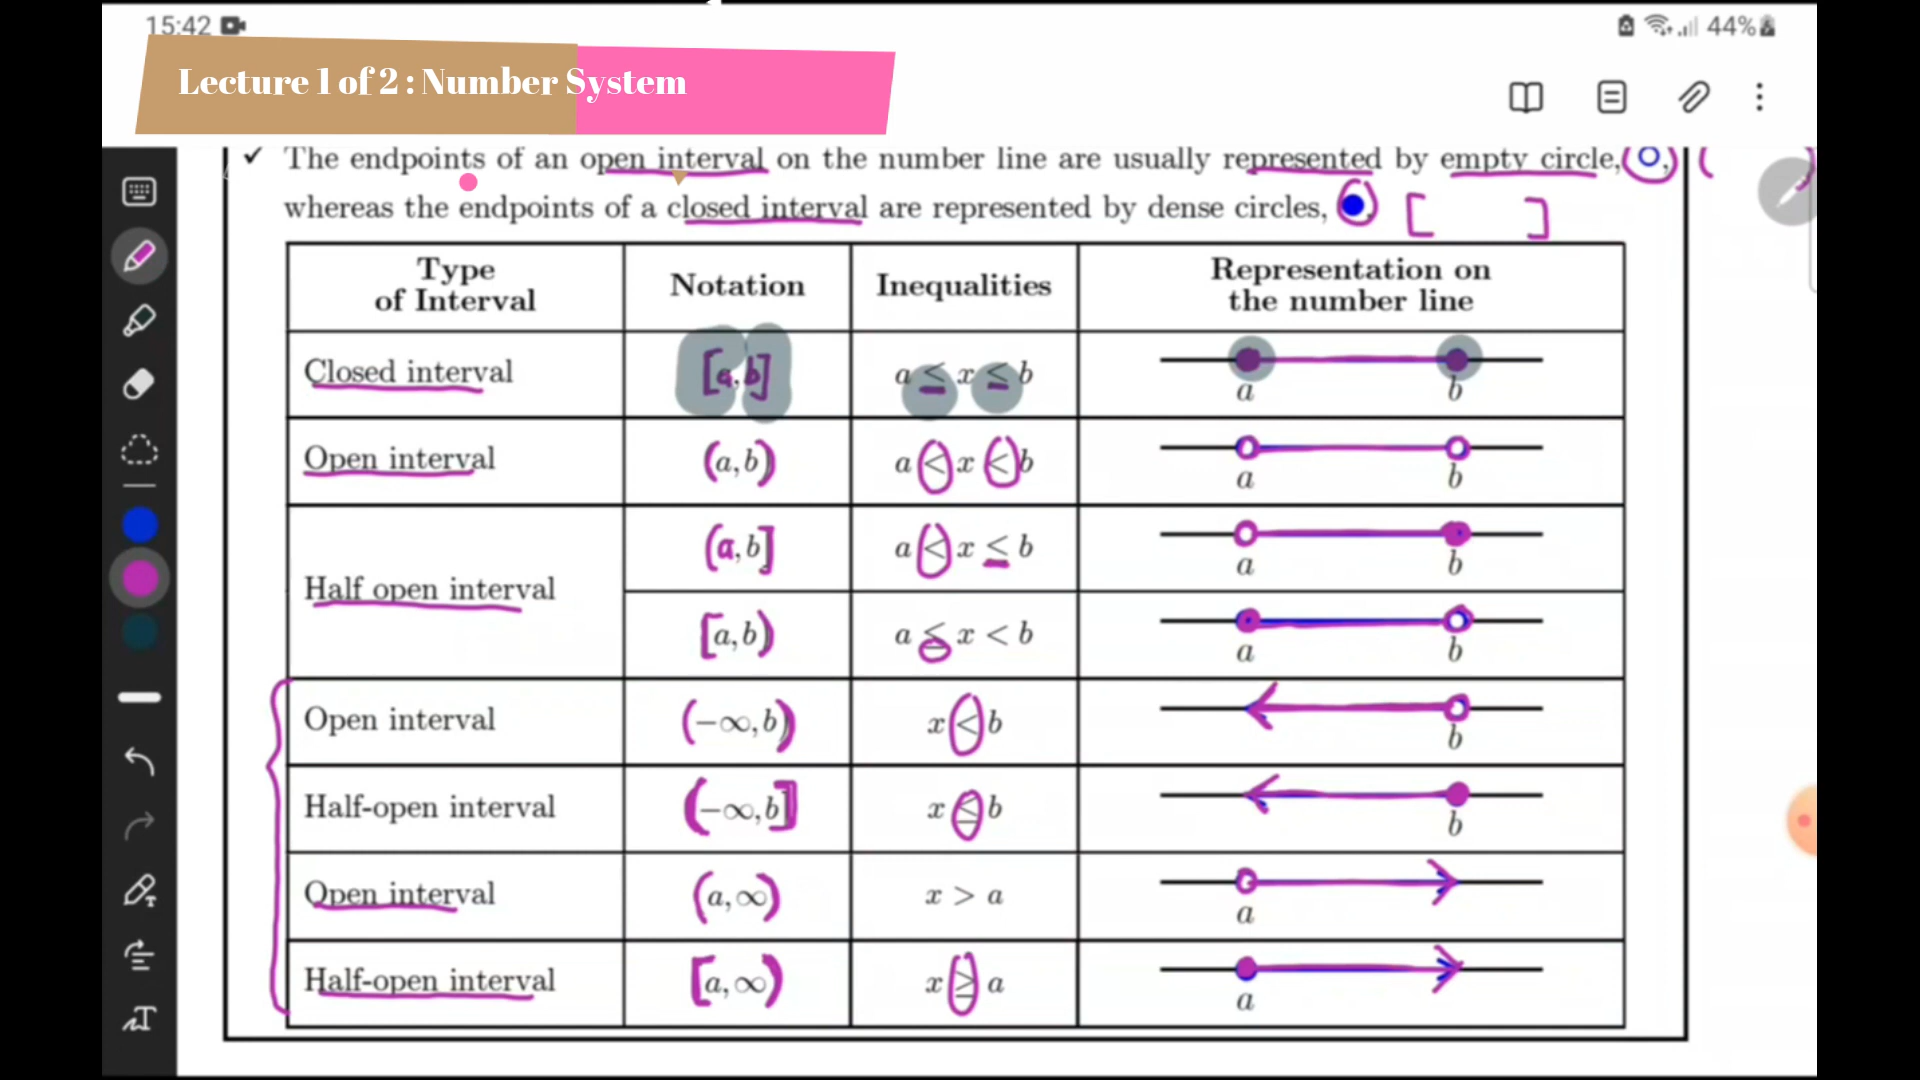 15:42
44%
Lecture 1 of 2 : Number System
✓ The endpoints of an open interval on the number line are usually represented by empty circle,
whereas the endpoints of a closed interval are represented by dense circles,
Type of Interval Notation Inequalities Representation on the number line
Closed interval [a, b] a ≤ x ≤ b a b
Open interval (a, b) a < x < b a b
Half open interval (a, b] a < x ≤ b a b
[a, b) a ≤ x < b a b
Open interval (−∞, b) x < b b
Half-open interval (−∞, b] x ≤ b b
Open interval (a, ∞) x > a a
Half-open interval [a, ∞) x ≥ a a